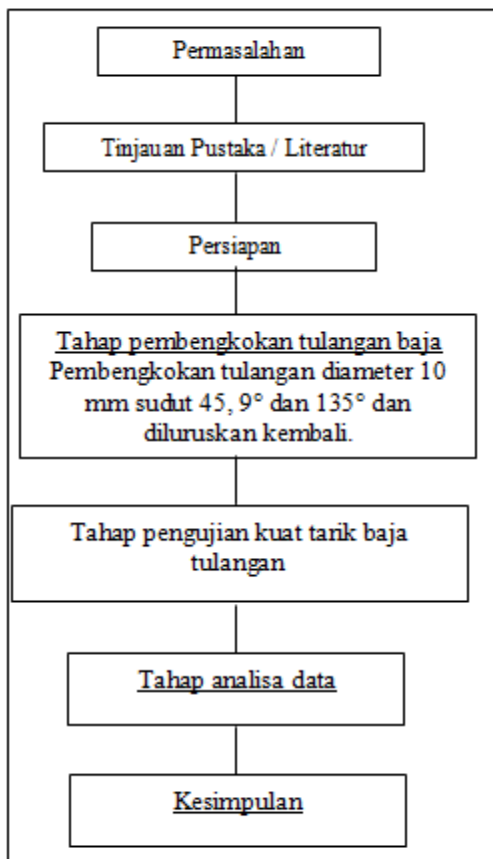 Permasalahan
Tinjauan Pustaka / Literatur
Persiapan
Tahap pembengkokan tulangan baja
Pembengkokan tulangan diameter 10
mm sudut 45, 9° dan 135° dan
diluruskan kembali.
Tahap pengujian kuat tarik baja
tulangan
Tahap analisa data
Kesimpulan